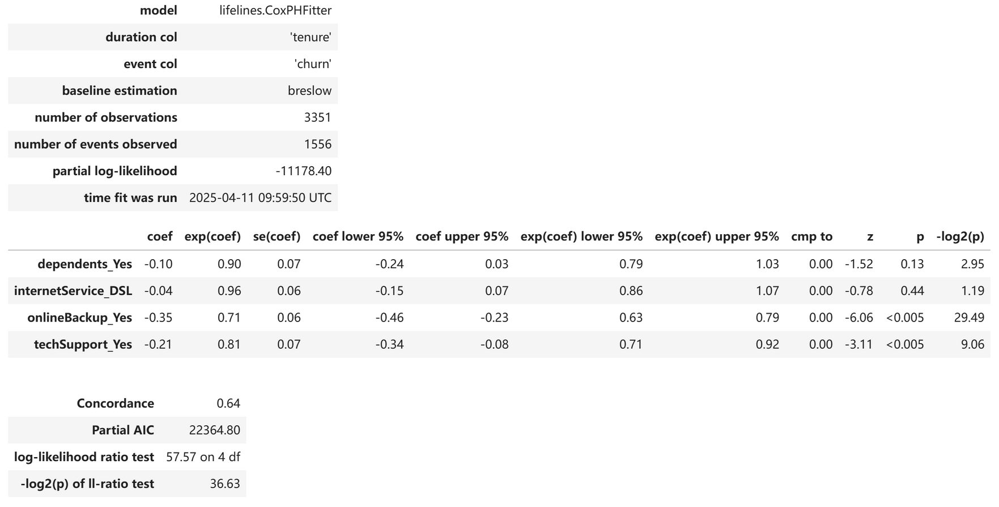 model lifelines.CoxPHFitter
duration col 'tenure'
event col 'churn'
baseline estimation breslow
number of observations 3351
number of events observed 1556
partial log-likelihood -11178.40
time fit was run 2025-04-11 09:59:50 UTC
coef exp(coef) se(coef) coef lower 95% coef upper 95% exp(coef) lower 95% exp(coef) upper 95% cmp to z p -log2(p)
dependents_Yes -0.10 0.90 0.07 -0.24 0.03 0.79 1.03 0.00 -1.52 0.13 2.95
internetService_DSL -0.04 0.96 0.06 -0.15 0.07 0.86 1.07 0.00 -0.78 0.44 1.19
onlineBackup_Yes -0.35 0.71 0.06 -0.46 -0.23 0.63 0.79 0.00 -6.06 <0.005 29.49
techSupport_Yes -0.21 0.81 0.07 -0.34 -0.08 0.71 0.92 0.00 -3.11 <0.005 9.06
Concordance 0.64
Partial AIC 22364.80
log-likelihood ratio test 57.57 on 4 df
-log2(p) of ll-ratio test 36.63